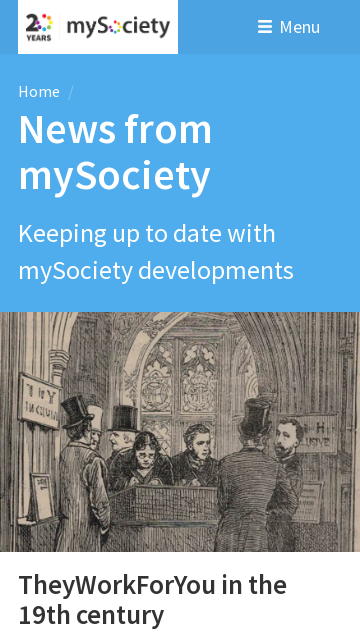 20 YEARS mySociety
Menu
Home /
News from
mySociety
Keeping up to date with
mySociety developments
TheyWorkForYou in the
19th century